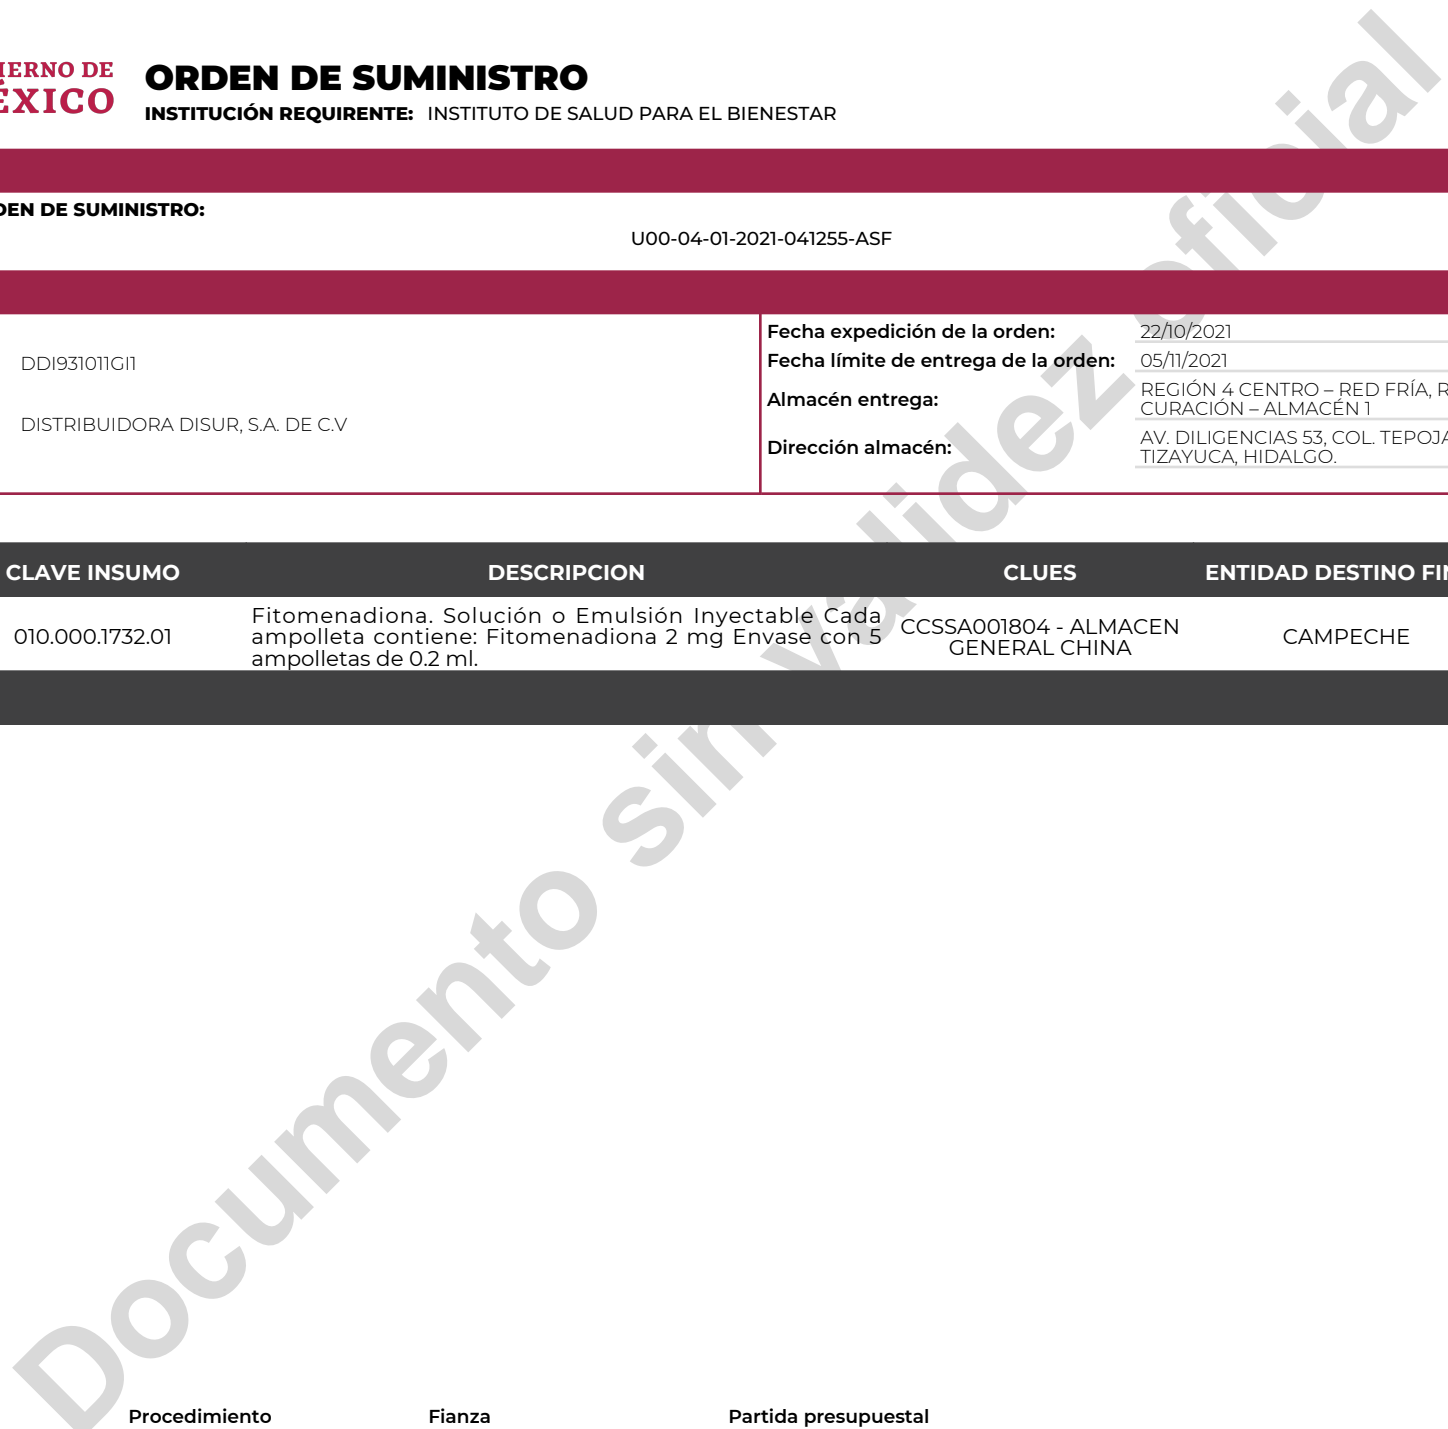 IERNO DE
ÉXICO
ORDEN DE SUMINISTRO
INSTITUCIÓN REQUIRENTE: INSTITUTO DE SALUD PARA EL BIENESTAR
DEN DE SUMINISTRO:
U00-04-01-2021-041255-ASF
DDI931011GI1
DISTRIBUIDORA DISUR, S.A. DE C.V
Fecha expedición de la orden: 22/10/2021
Fecha límite de entrega de la orden: 05/11/2021
Almacén entrega: REGIÓN 4 CENTRO – RED FRÍA, R
CURACIÓN – ALMACÉN 1
Dirección almacén: AV. DILIGENCIAS 53, COL. TEPOJA
TIZAYUCA, HIDALGO.
CLAVE INSUMO DESCRIPCION CLUES ENTIDAD DESTINO FIN
010.000.1732.01
Fitomenadiona. Solución o Emulsión Inyectable Cada
ampolleta contiene: Fitomenadiona 2 mg Envase con 5
ampolletas de 0.2 ml.
CCSSA001804 - ALMACEN
GENERAL CHINA
CAMPECHE
Documento sin validez oficial
Procedimiento Fianza Partida presupuestal